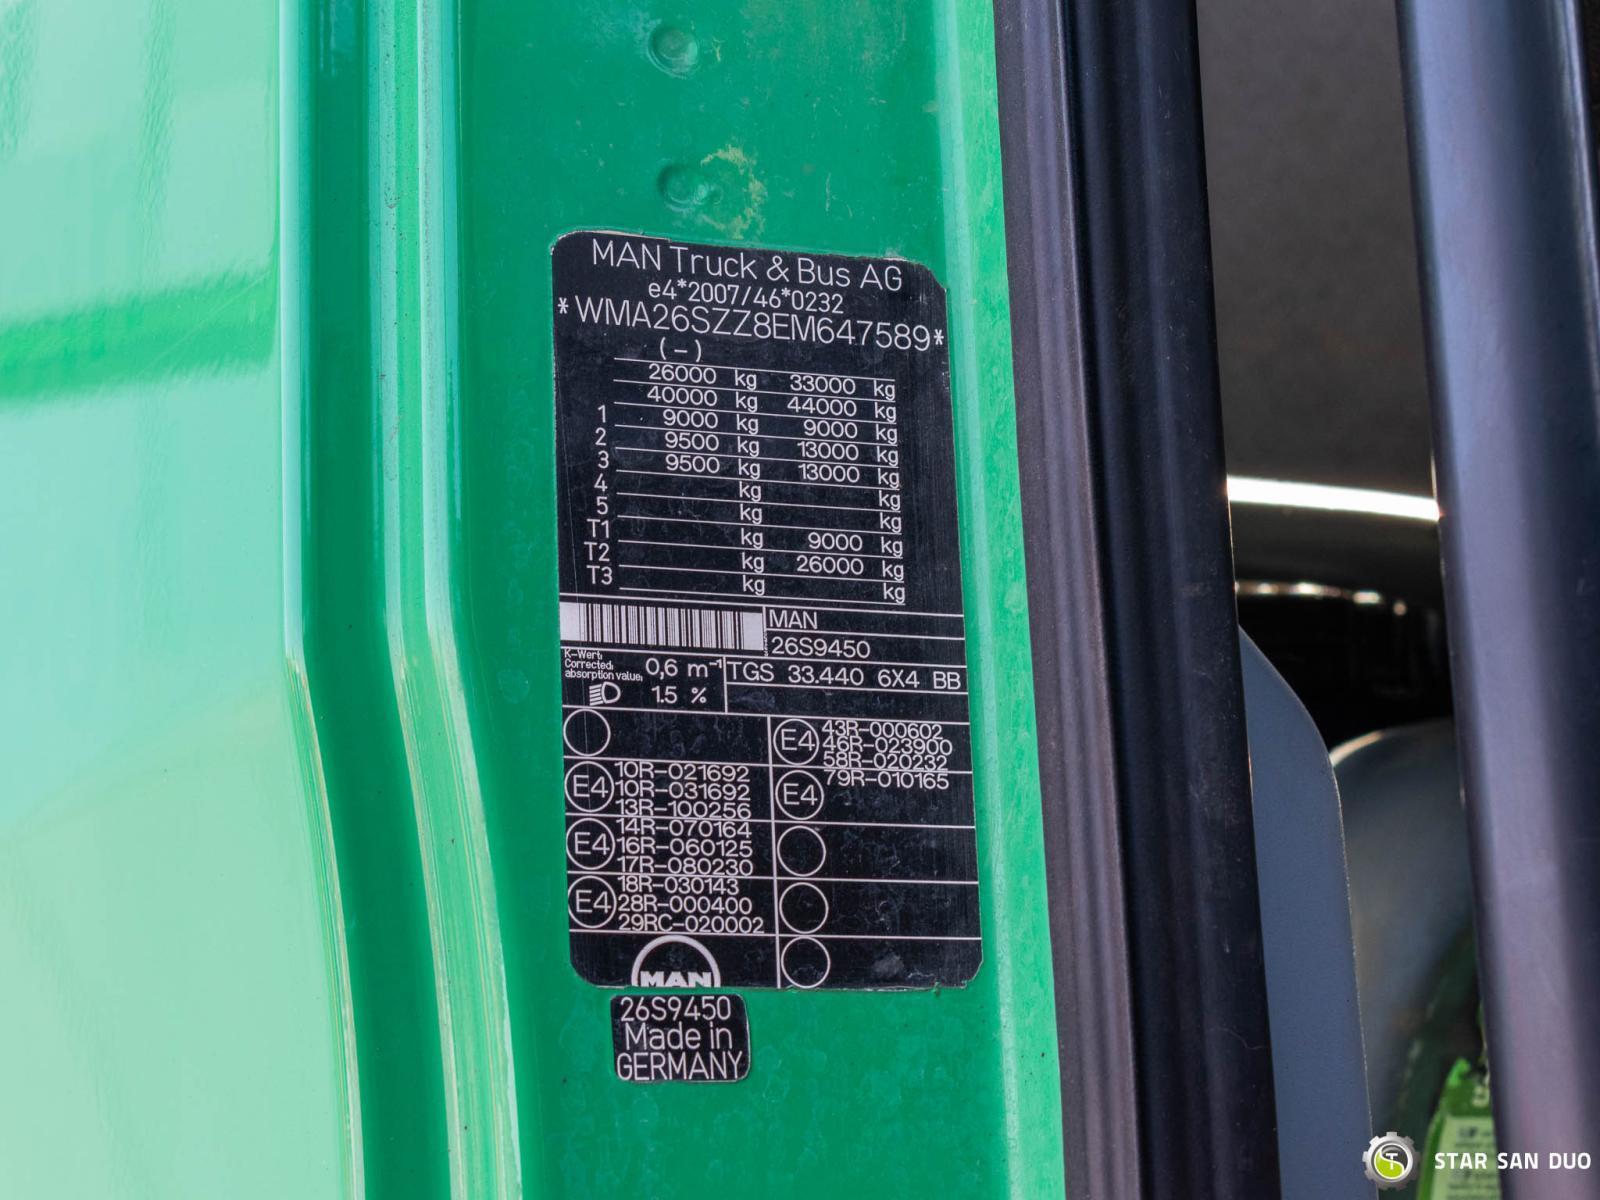 MAN Truck & Bus AG
e4*2007/46*0232
*WMA26SZZ8EM647589*
(-)
26000 kg 33000 kg
40000 kg 44000 kg
1 9000 kg 9000 kg
2 9500 kg 13000 kg
3 9500 kg 13000 kg
4 kg kg
5 kg kg
T1 kg 9000 kg
T2 kg 26000 kg
T3 kg kg
MAN
26S9450
K-Wert:
Corrected
absorption value: 0,6 m⁻¹
1.5 %
TGS 33.440 6X4 BB
E4 43R-000602
46R-023900
58R-020232
E4 10R-021692
10R-031692
13R-100256
E4 79R-010165
E4 14R-070164
16R-060125
17R-080230
E4 18R-030143
28R-000400
29RC-020002
MAN
26S9450
Made in
GERMANY
ST STAR SAN DUO